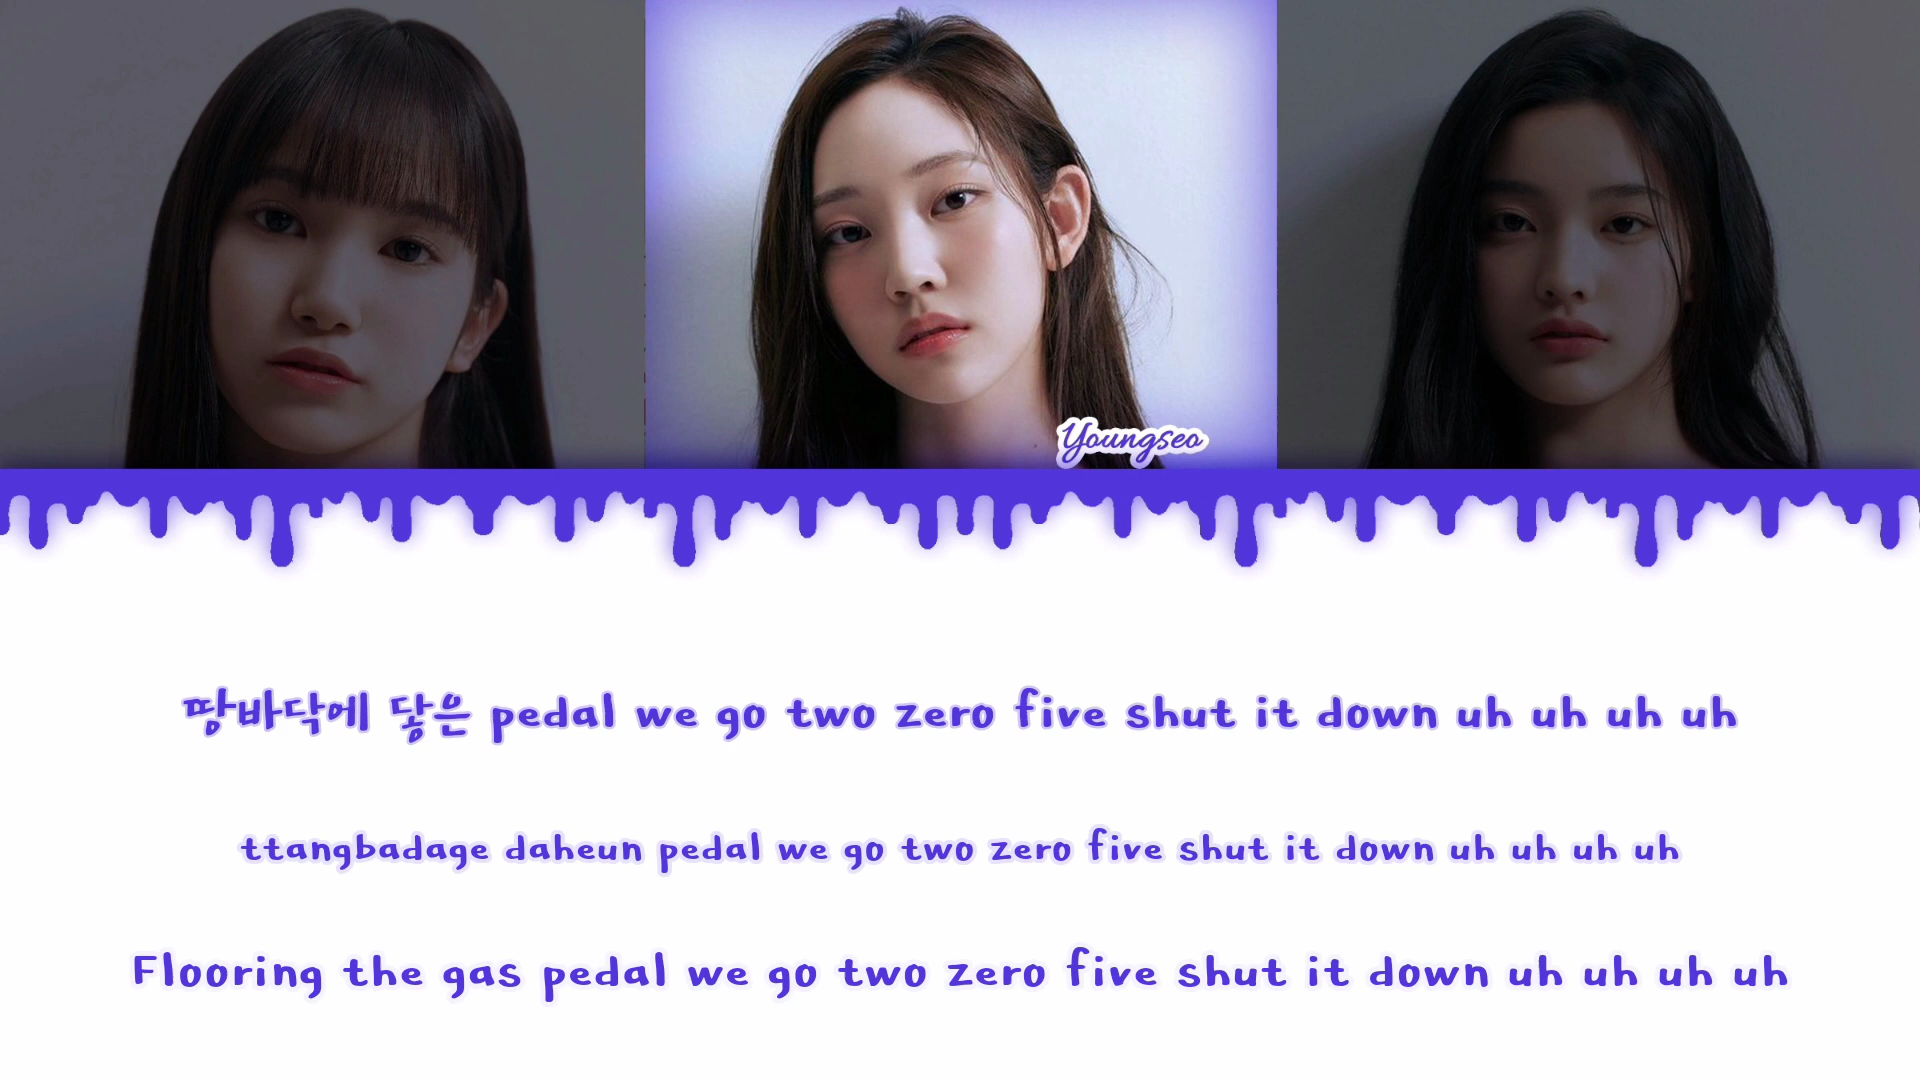 Youngseo
땅바닥에 닿은 pedal we go two zero five shut it down uh uh uh uh
ttangbadage daheun pedal we go two zero five shut it down uh uh uh uh
Flooring the gas pedal we go two zero five shut it down uh uh uh uh